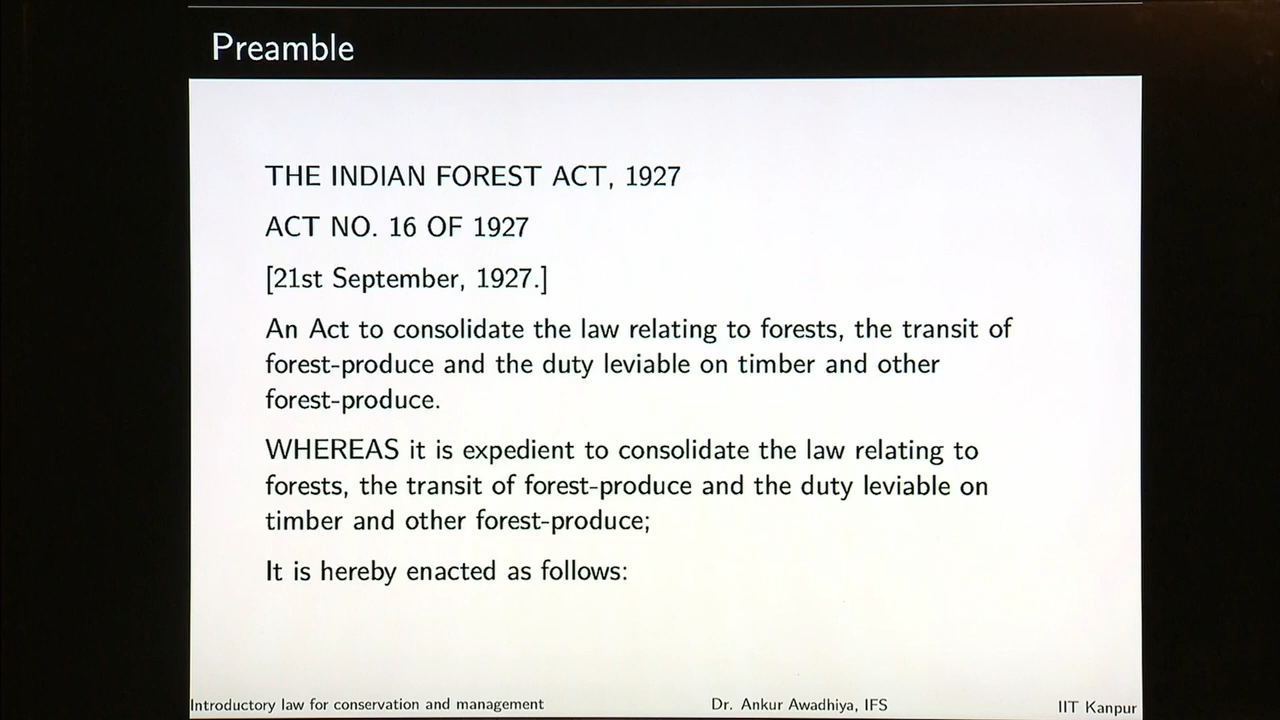 Preamble
THE INDIAN FOREST ACT, 1927
ACT NO. 16 OF 1927
[21st September, 1927.]
An Act to consolidate the law relating to forests, the transit of
forest-produce and the duty leviable on timber and other
forest-produce.
WHEREAS it is expedient to consolidate the law relating to
forests, the transit of forest-produce and the duty leviable on
timber and other forest-produce;
It is hereby enacted as follows:
Introductory law for conservation and management Dr. Ankur Awadhiya, IFS IIT Kanpur